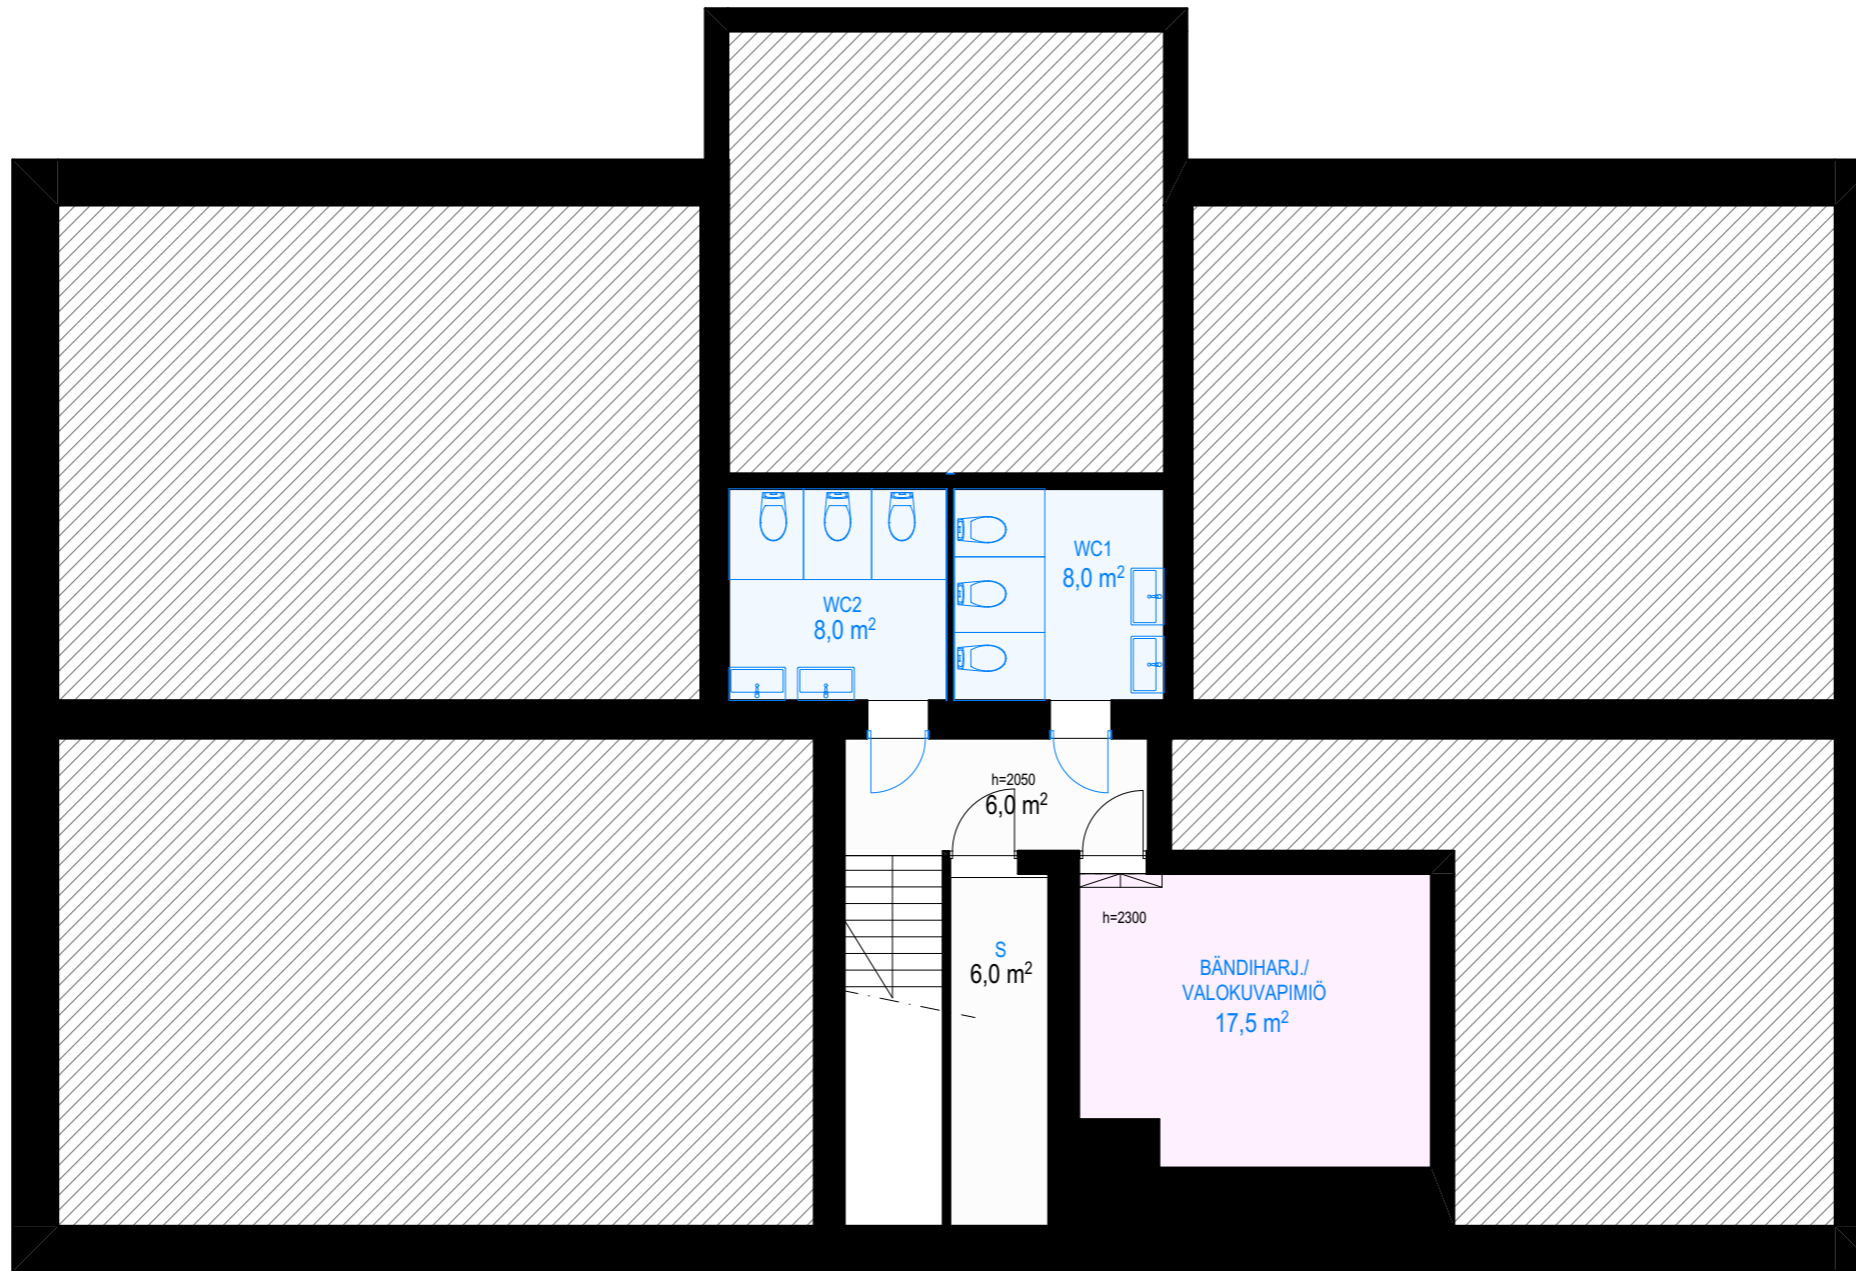 WC1
8,0 m²
WC2
8,0 m²
h=2050
6,0 m²
h=2300
S
6,0 m²
BÄNDIHARJ./
VALOKUVAPIMIÖ
17,5 m²